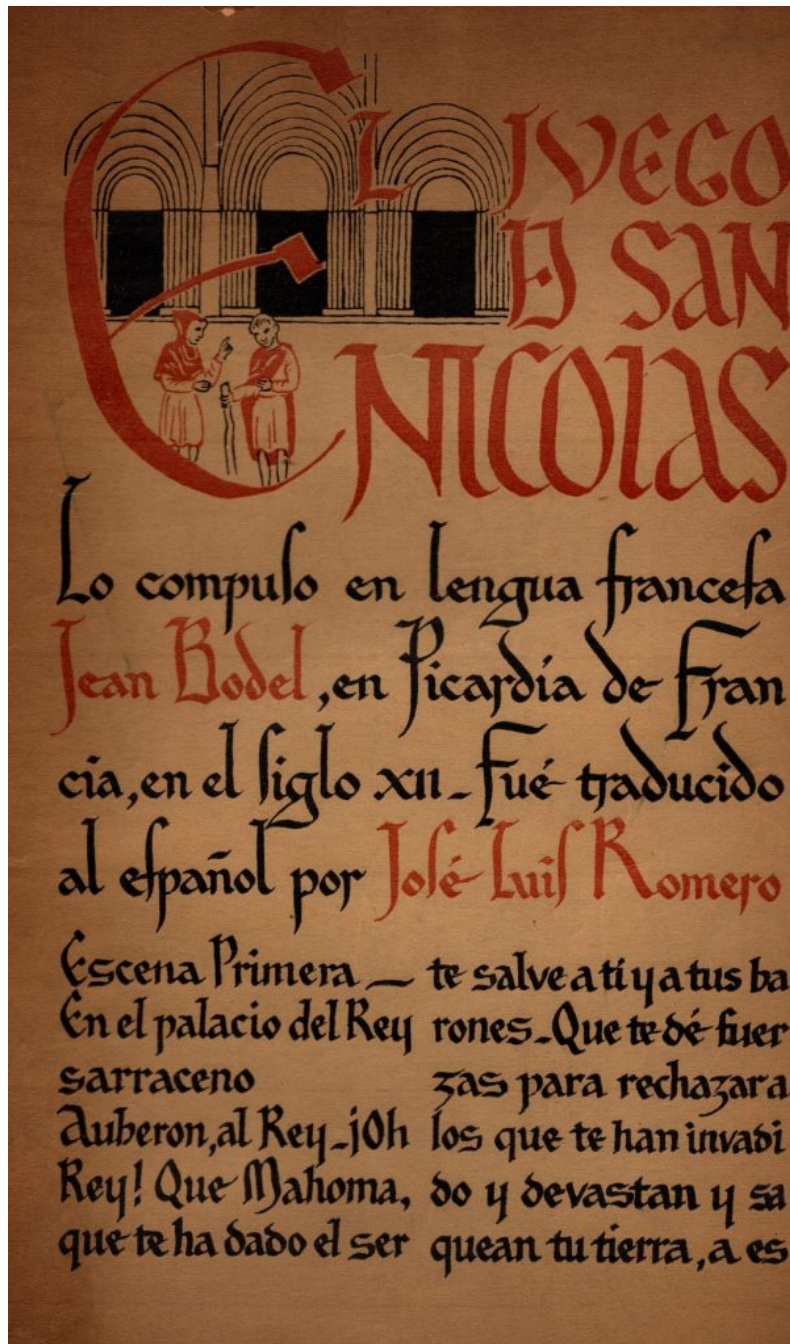 EL JVEGO
DE SAN
NICOLAS
Lo compuſo en lengua franceſa
Jean Bodel, en Picardía de Fran
cia, en el ſiglo XII - Fué traducido
al eſpañol por Joſé Luiſ Romero
Escena Primera —
En el palacio del Rey
sarraceno
Auberon, al Rey - ¡Oh
Rey! Que Mahoma,
que te ha dado el ser
te salve a ti y a tus ba
rones - Que te dé fuer
zas para rechazar a
los que te han invadi
do y devastan y sa
quean tu tierra, a es